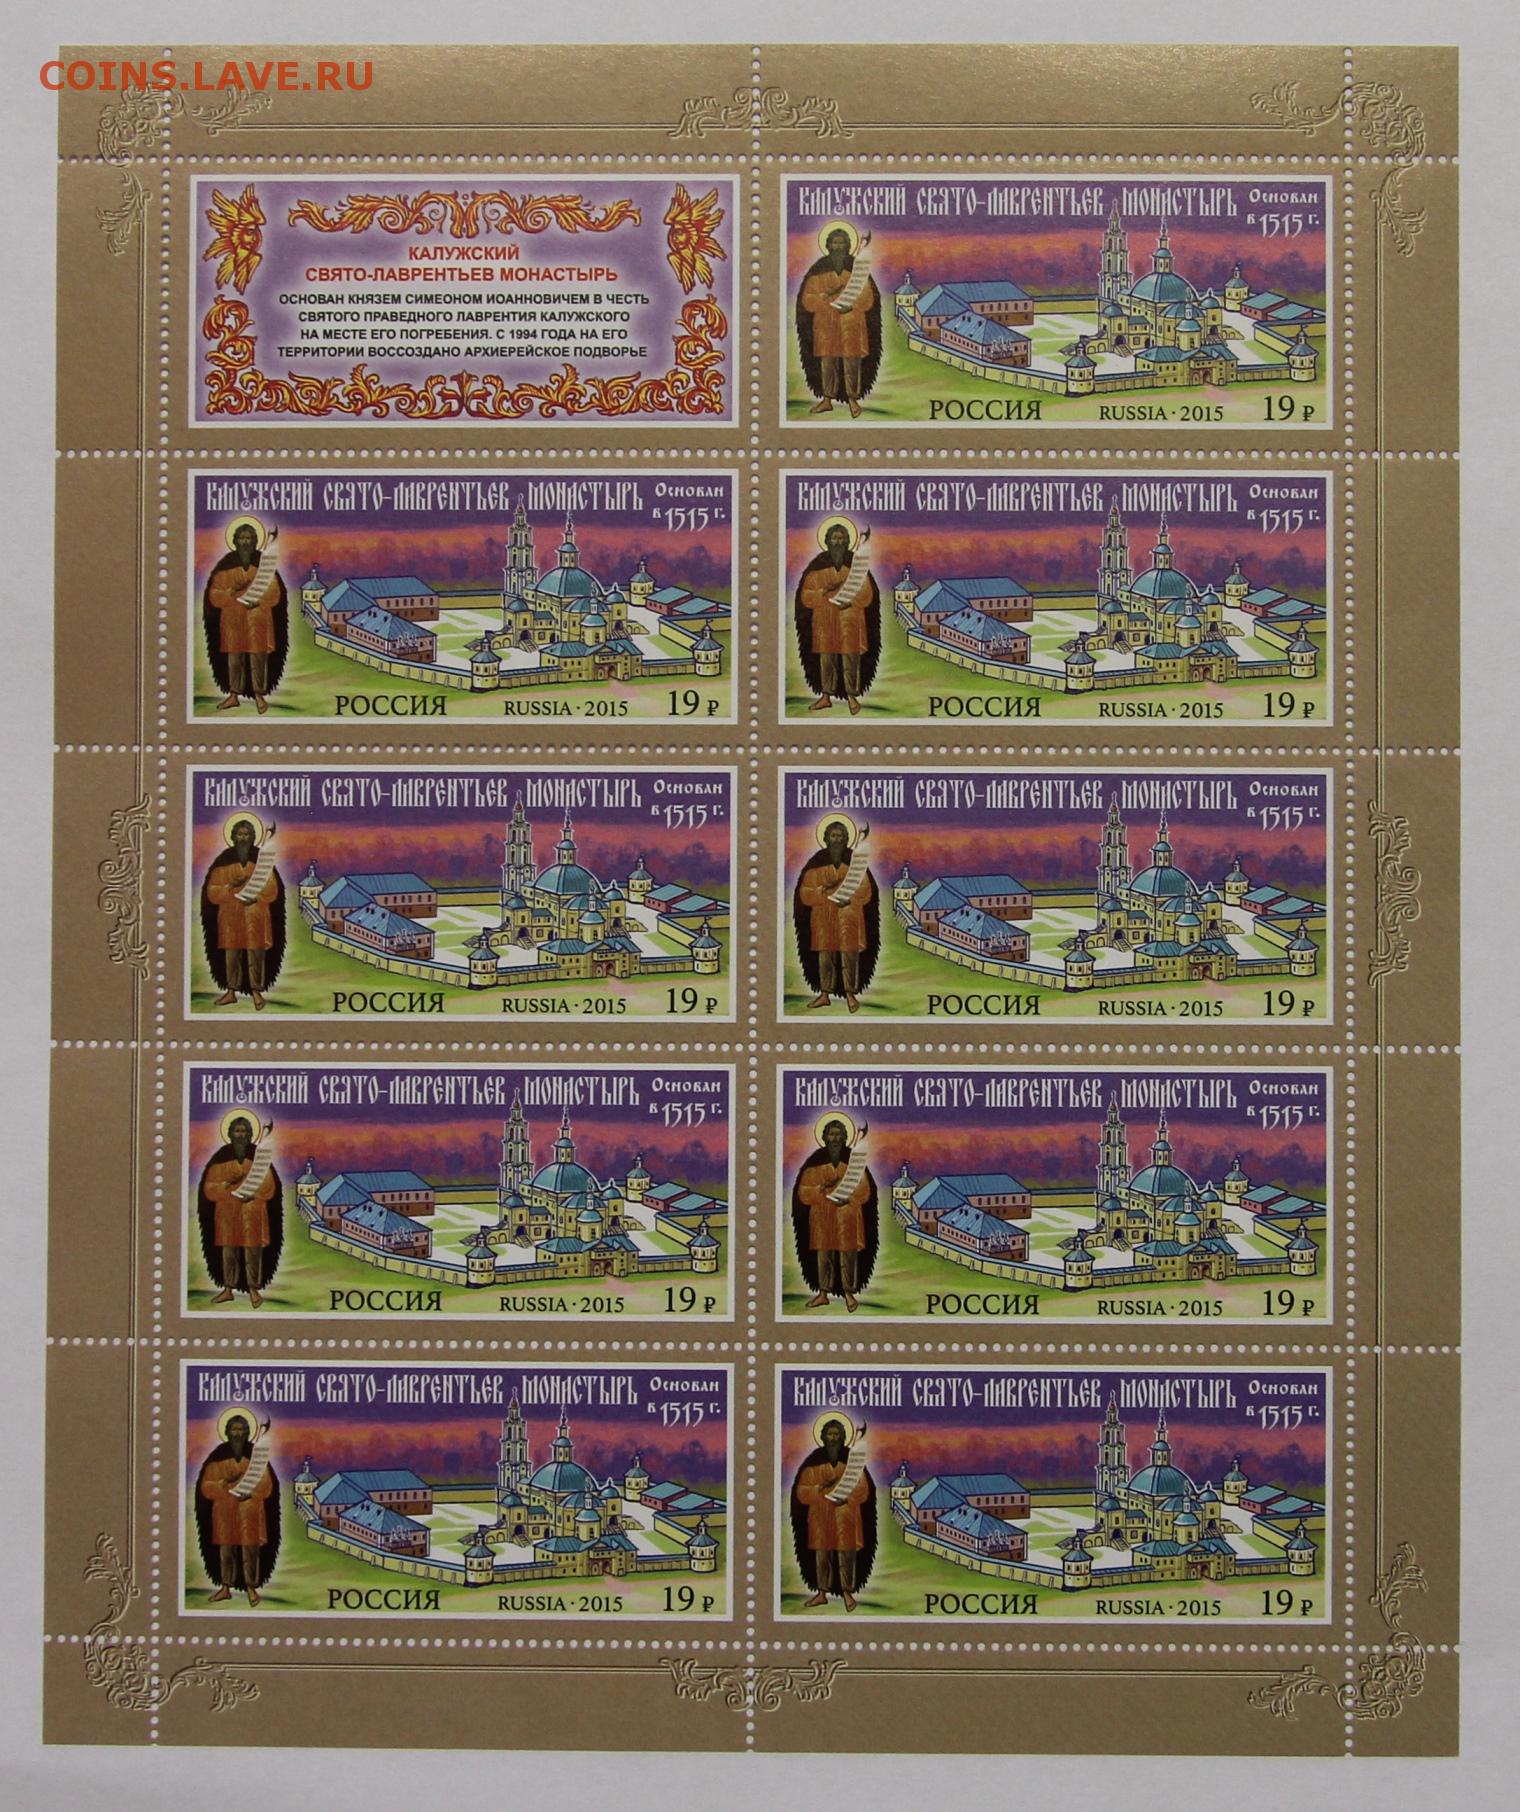 COINS.LAVE.RU
КАЛУЖСКИЙ
СВЯТО-ЛАВРЕНТЬЕВ МОНАСТЫРЬ
ОСНОВАН КНЯЗЕМ СИМЕОНОМ ИОАННОВИЧЕМ В ЧЕСТЬ
СВЯТОГО ПРАВЕДНОГО ЛАВРЕНТИЯ КАЛУЖСКОГО
НА МЕСТЕ ЕГО ПОГРЕБЕНИЯ. С 1994 ГОДА НА ЕГО
ТЕРРИТОРИИ ВОССОЗДАНО АРХИЕРЕЙСКОЕ ПОДВОРЬЕ
КАЛУЖСКИЙ СВЯТО-ЛАВРЕНТЬЕВ МОНАСТЫРЬ Основан
в 1515 г.
РОССИЯ RUSSIA · 2015 19 ₽
КАЛУЖСКИЙ СВЯТО-ЛАВРЕНТЬЕВ МОНАСТЫРЬ Основан
в 1515 г.
РОССИЯ RUSSIA · 2015 19 ₽
КАЛУЖСКИЙ СВЯТО-ЛАВРЕНТЬЕВ МОНАСТЫРЬ Основан
в 1515 г.
РОССИЯ RUSSIA · 2015 19 ₽
КАЛУЖСКИЙ СВЯТО-ЛАВРЕНТЬЕВ МОНАСТЫРЬ Основан
в 1515 г.
РОССИЯ RUSSIA · 2015 19 ₽
КАЛУЖСКИЙ СВЯТО-ЛАВРЕНТЬЕВ МОНАСТЫРЬ Основан
в 1515 г.
РОССИЯ RUSSIA · 2015 19 ₽
КАЛУЖСКИЙ СВЯТО-ЛАВРЕНТЬЕВ МОНАСТЫРЬ Основан
в 1515 г.
РОССИЯ RUSSIA · 2015 19 ₽
КАЛУЖСКИЙ СВЯТО-ЛАВРЕНТЬЕВ МОНАСТЫРЬ Основан
в 1515 г.
РОССИЯ RUSSIA · 2015 19 ₽
КАЛУЖСКИЙ СВЯТО-ЛАВРЕНТЬЕВ МОНАСТЫРЬ Основан
в 1515 г.
РОССИЯ RUSSIA · 2015 19 ₽
КАЛУЖСКИЙ СВЯТО-ЛАВРЕНТЬЕВ МОНАСТЫРЬ Основан
в 1515 г.
РОССИЯ RUSSIA · 2015 19 ₽